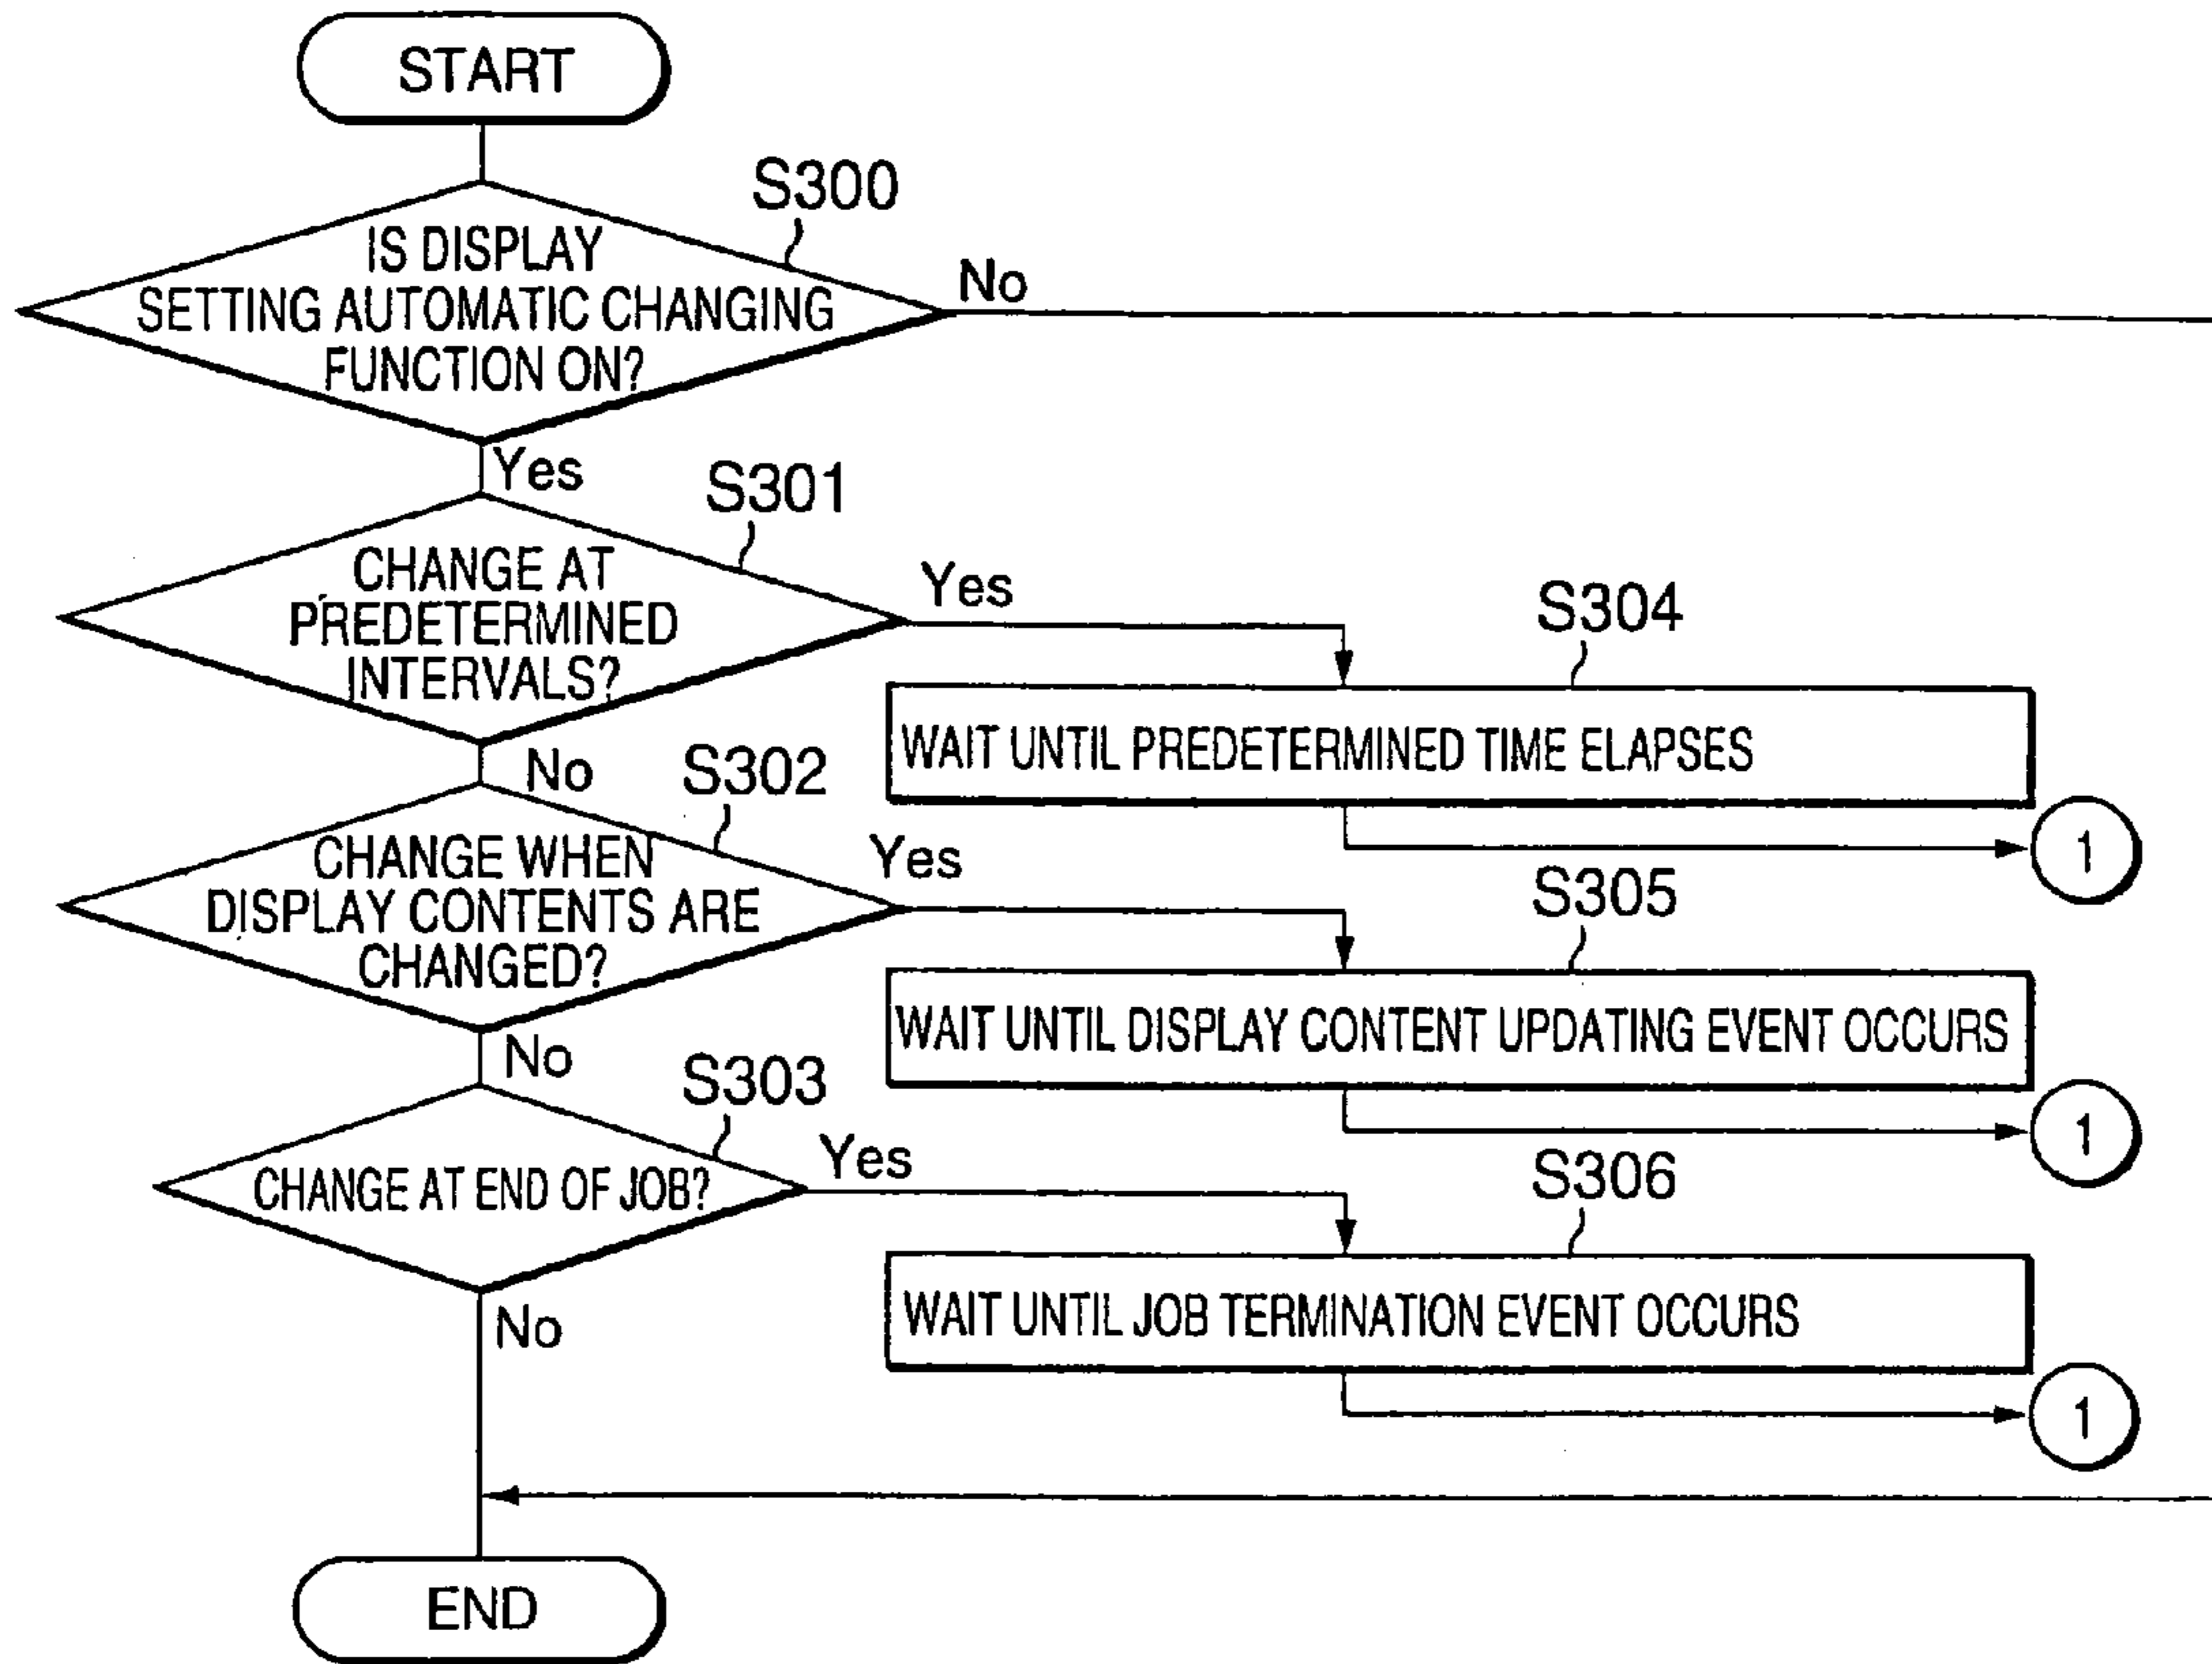 START
S300
IS DISPLAY
SETTING AUTOMATIC CHANGING
FUNCTION ON?
No
Yes
S301
CHANGE AT
PREDETERMINED
INTERVALS?
Yes
S304
WAIT UNTIL PREDETERMINED TIME ELAPSES
1
No
S302
CHANGE WHEN
DISPLAY CONTENTS ARE
CHANGED?
Yes
S305
WAIT UNTIL DISPLAY CONTENT UPDATING EVENT OCCURS
1
No
S303
CHANGE AT END OF JOB?
Yes
S306
WAIT UNTIL JOB TERMINATION EVENT OCCURS
1
No
END